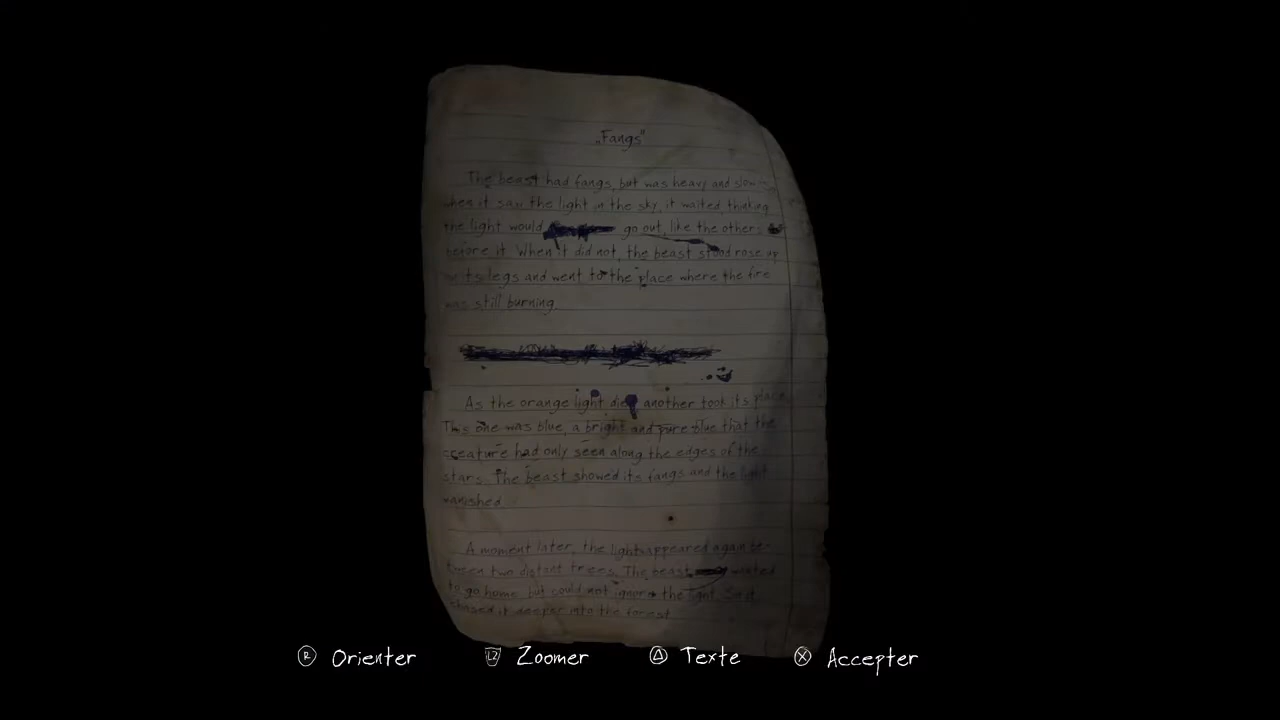 „Fangs"
The beast had fangs, but was heavy and slow
when it saw the light in the sky, it waited, thinking
the light would go out, like the others
before it. When it did not, the beast stood rose up
on its legs and went to the place where the fire
was still burning.
As the orange light died another took its place
This one was blue, a bright and pure blue that the
creature had only seen along the edges of the
stars. The beast showed its fangs and the light
vanished.
A moment later, the light appeared again be-
tween two distant trees. The beast wanted
to go home, but could not ignore the light. So it
chased it deeper into the forest
R Orienter L2 Zoomer △ Texte X Accepter